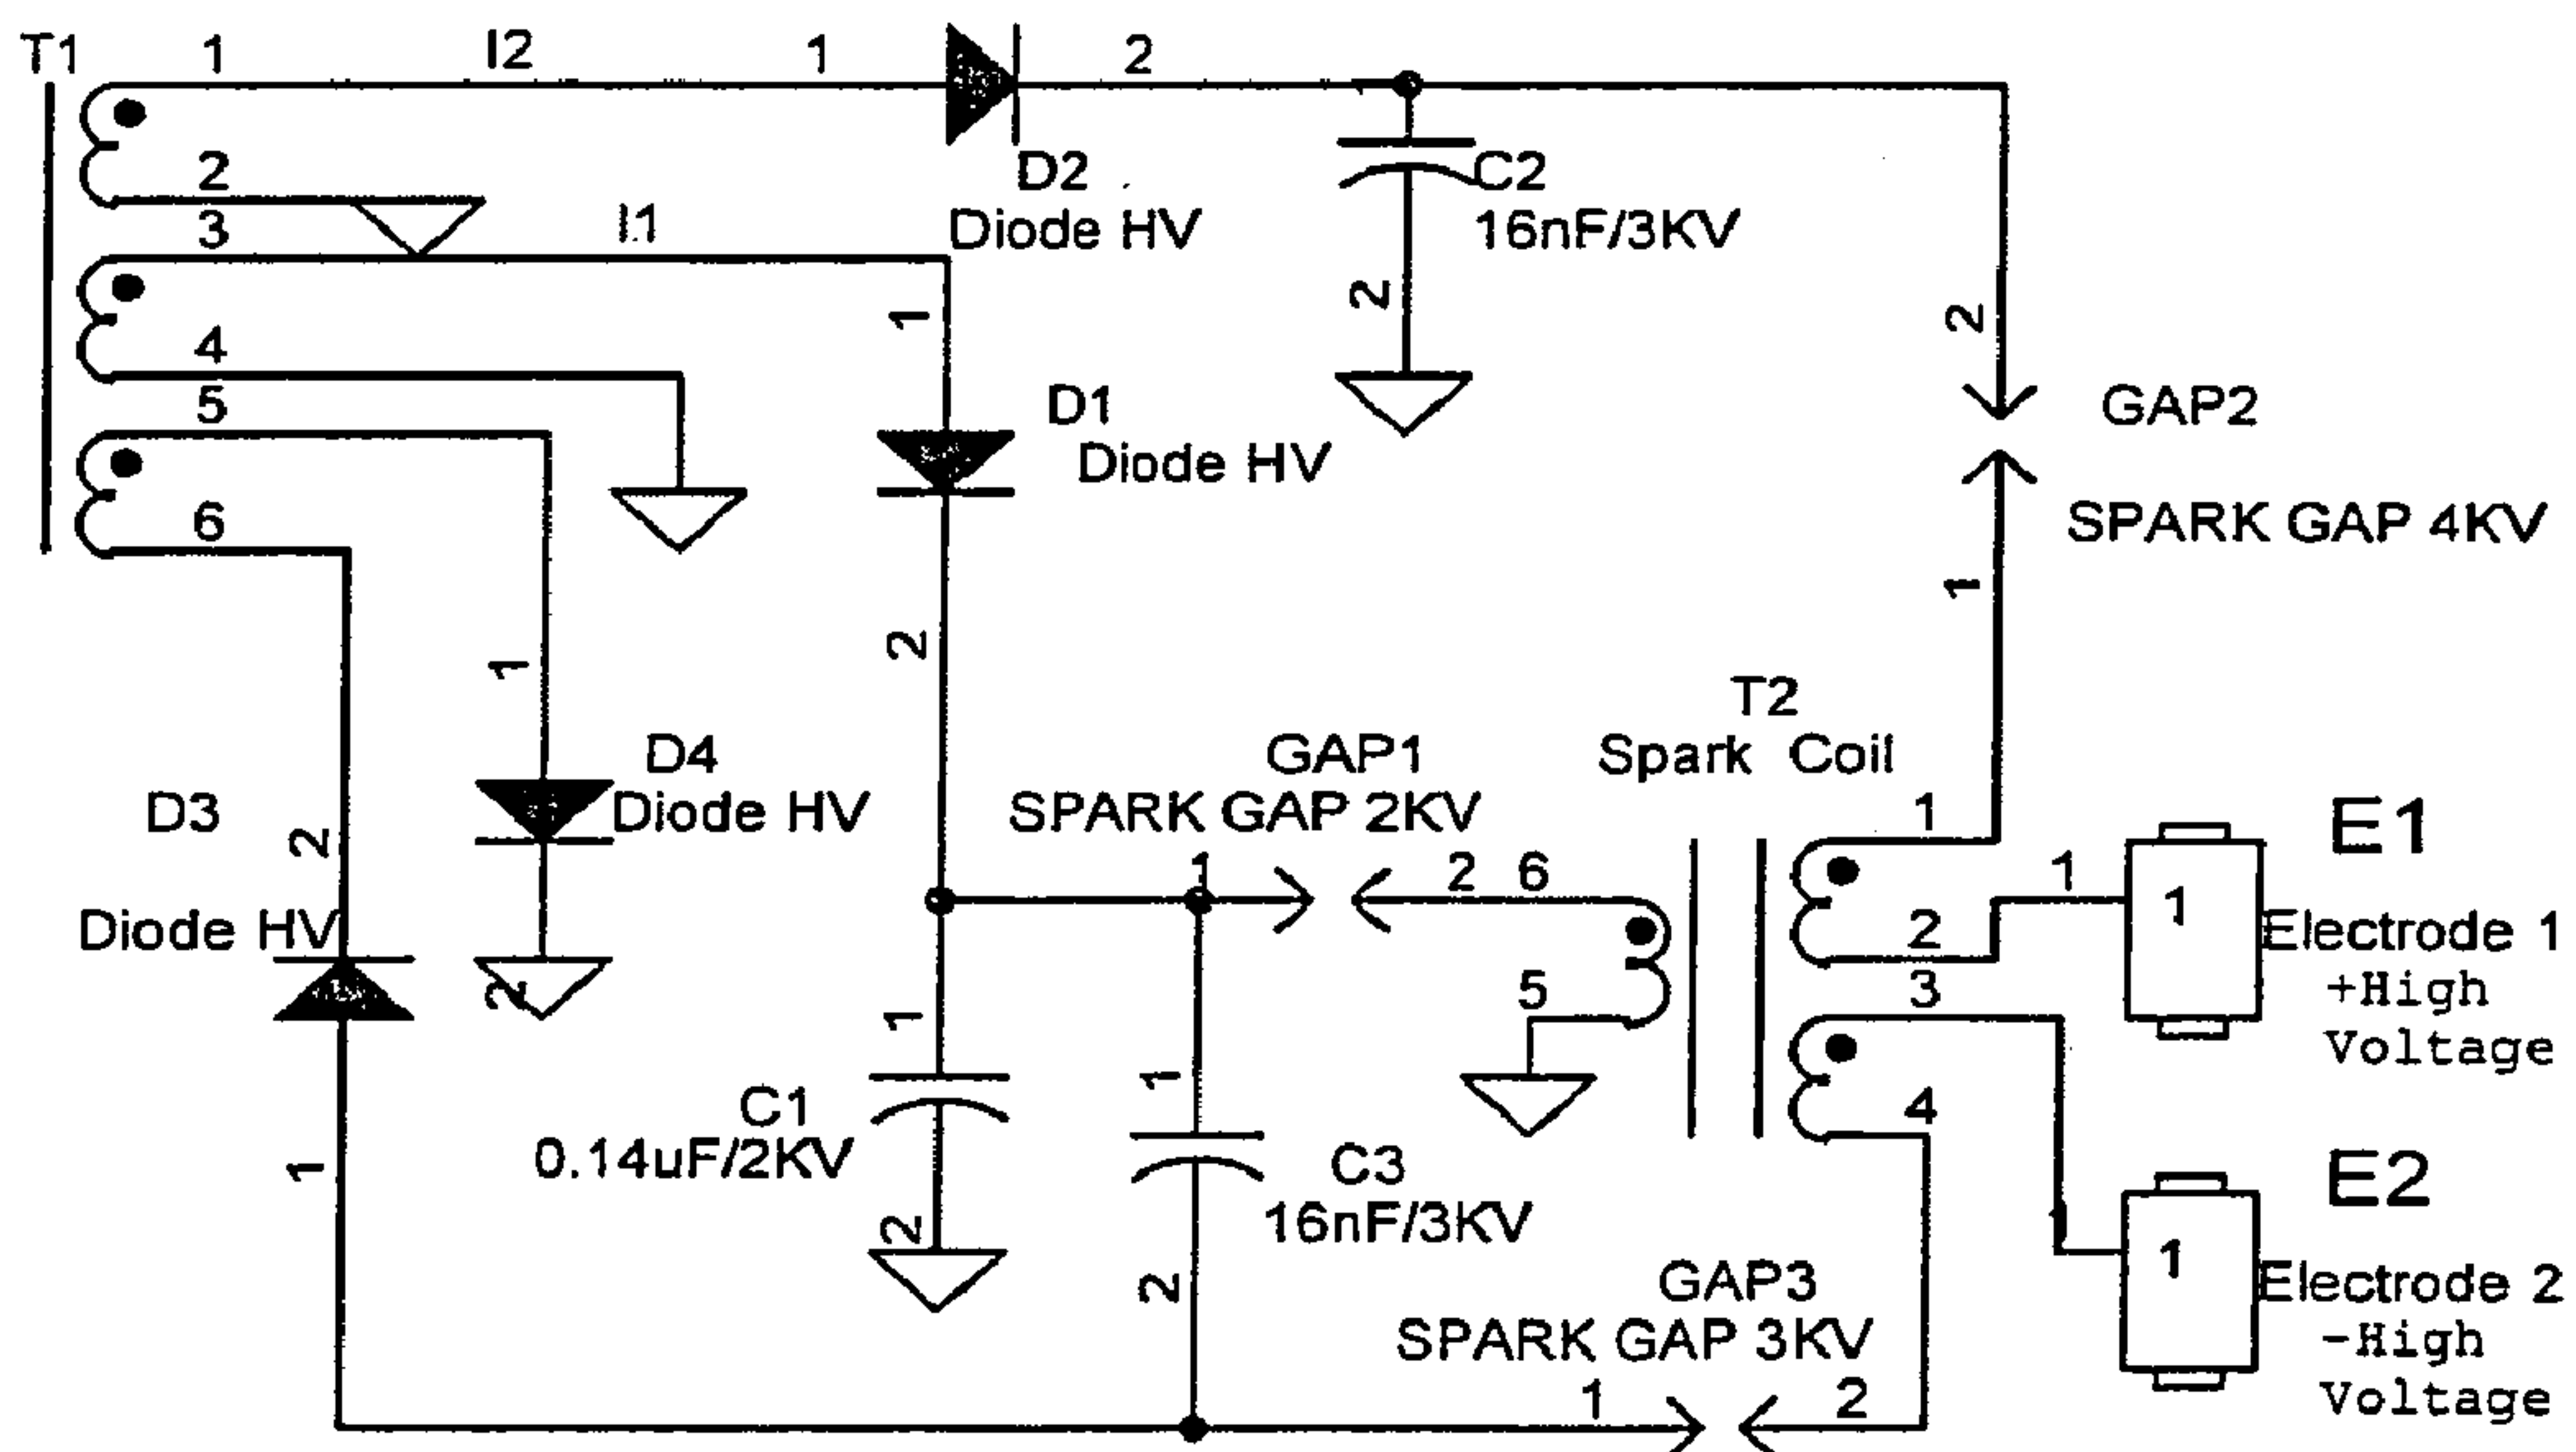 T1
1
I2
1
2
2
3
I1
D2
Diode HV
C2
16nF/3KV
2
2
4
5
1
D1
Diode HV
GAP2
SPARK GAP 4KV
6
1
2
1
D4
Diode HV
D3
2
Diode HV
2
1
GAP1
SPARK GAP 2KV
1
2
6
5
T2
Spark Coil
1
2
3
4
1
1
E1
Electrode 1
+High
Voltage
1
C1
0.14uF/2KV
2
1
C3
16nF/3KV
2
GAP3
SPARK GAP 3KV
1
2
1
1
E2
Electrode 2
-High
Voltage